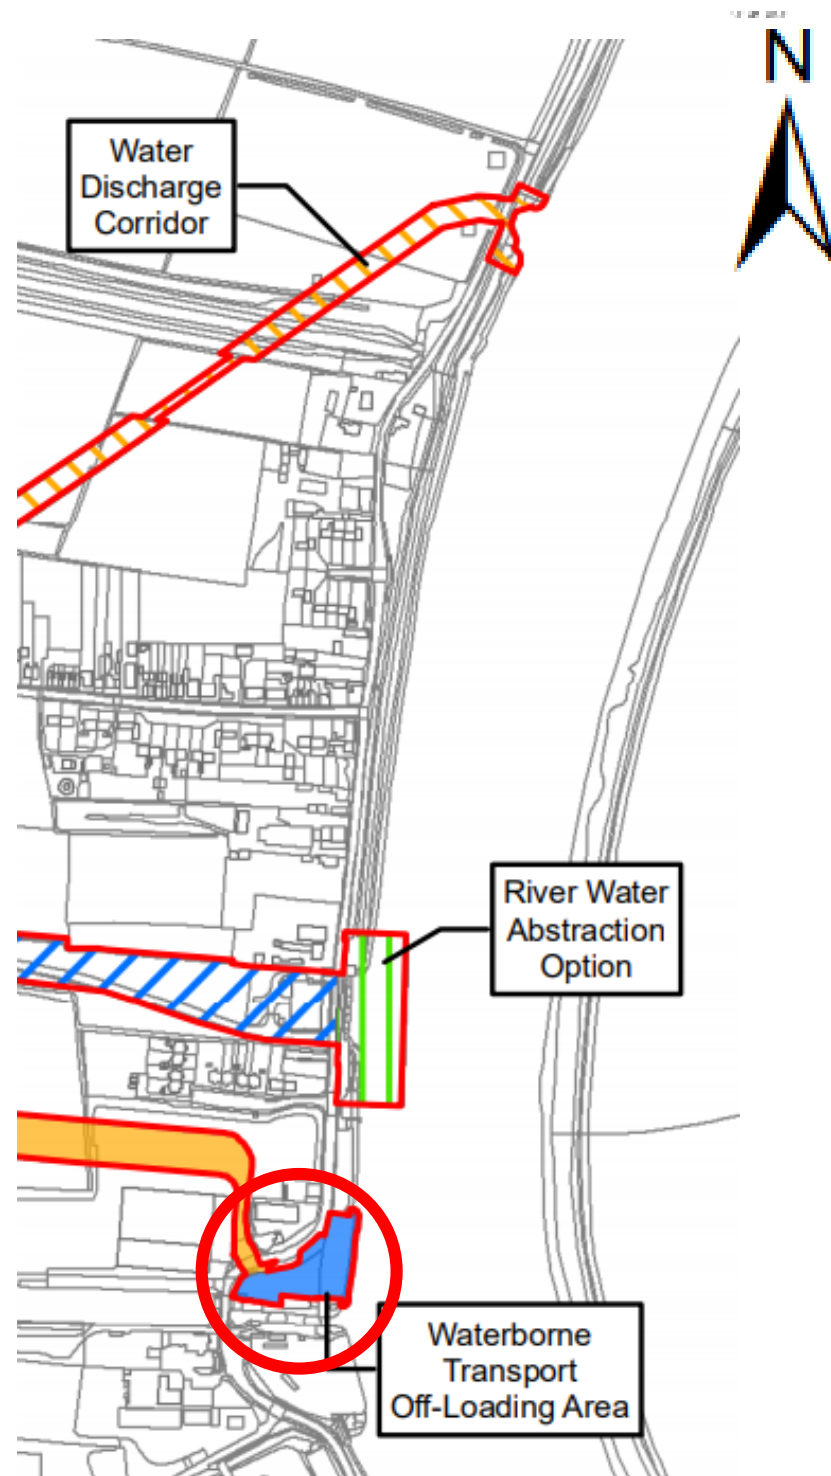 N
Water
Discharge
Corridor
River Water
Abstraction
Option
Waterborne
Transport
Off-Loading Area